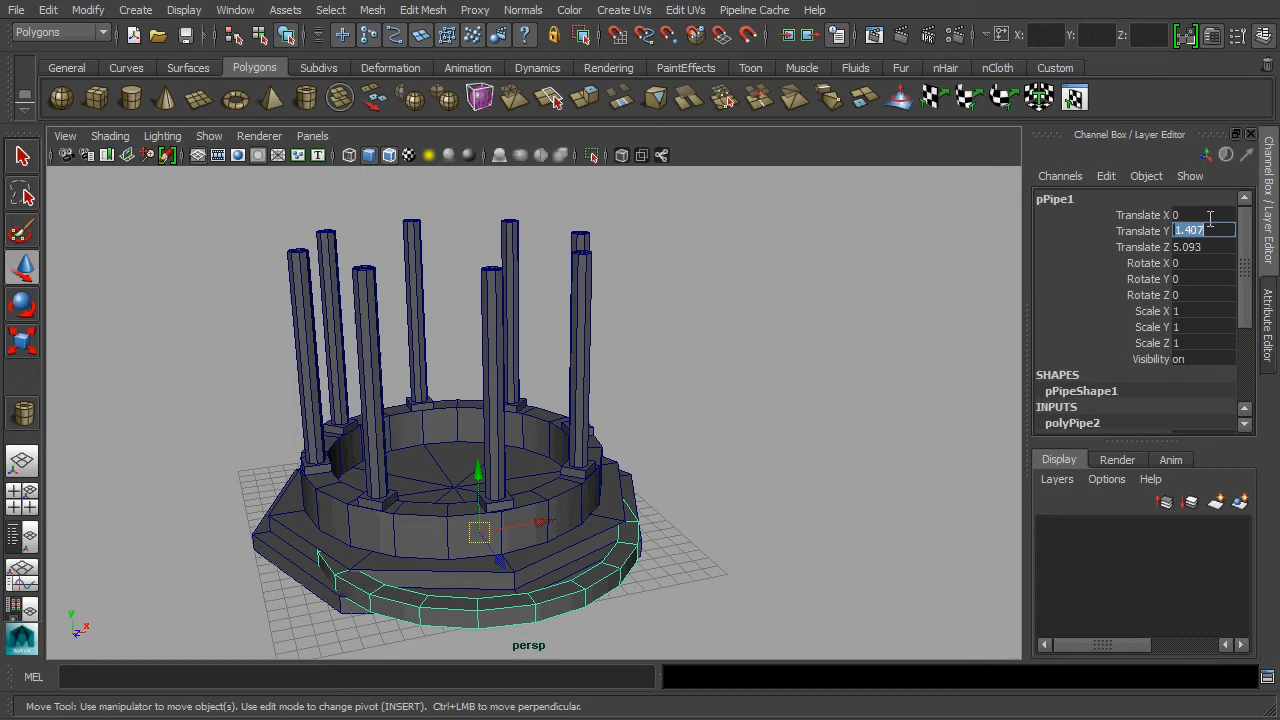 File Edit Modify Create Display Window Assets Select Mesh Edit Mesh Proxy Normals Color Create UVs Edit UVs Pipeline Cache Help
Polygons X: Y: Z:
General Curves Surfaces Polygons Subdivs Deformation Animation Dynamics Rendering PaintEffects Toon Muscle Fluids Fur nHair nCloth Custom
View Shading Lighting Show Renderer Panels
Channel Box / Layer Editor
Channels Edit Object Show
pPipe1
Translate X 0
Translate Y 1.407
Translate Z 5.093
Rotate X 0
Rotate Y 0
Rotate Z 0
Scale X 1
Scale Y 1
Scale Z 1
Visibility on
SHAPES
pPipeShape1
INPUTS
polyPipe2
Display Render Anim
Layers Options Help
Channel Box / Layer Editor
Attribute Editor
y
x
z
persp
MEL
Move Tool: Use manipulator to move object(s). Use edit mode to change pivot (INSERT). Ctrl+LMB to move perpendicular.